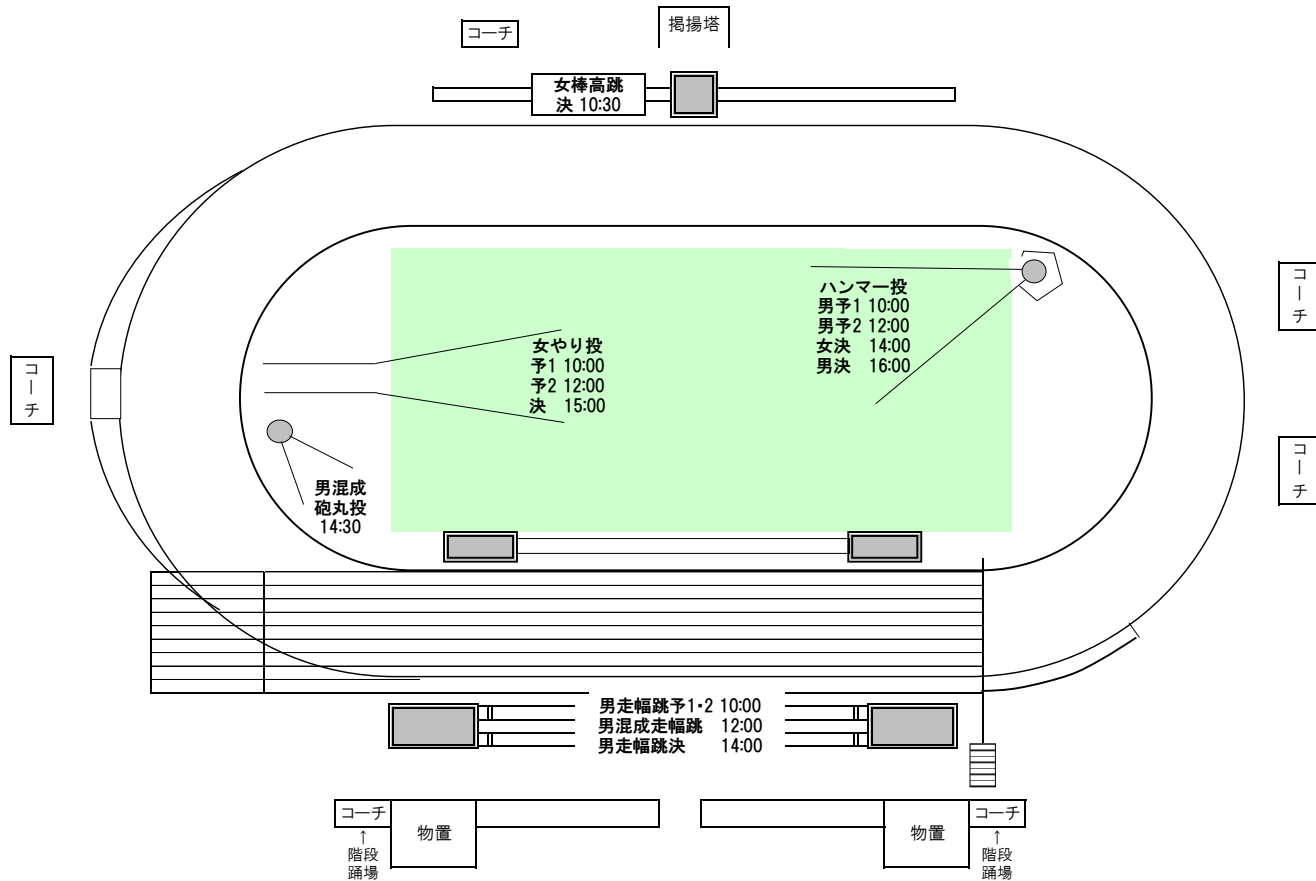 コーチ
掲揚塔
女棒高跳
決 10:30
コーチ
ハンマー投
男予1 10:00
男予2 12:00
女決 14:00
男決 16:00
女やり投
予1 10:00
予2 12:00
決 15:00
コーチ
コーチ
男混成
砲丸投
14:30
男走幅跳予1・2 10:00
男混成走幅跳 12:00
男走幅跳決 14:00
コーチ
物置
↑
階段
踊場
物置
コーチ
↑
階段
踊場